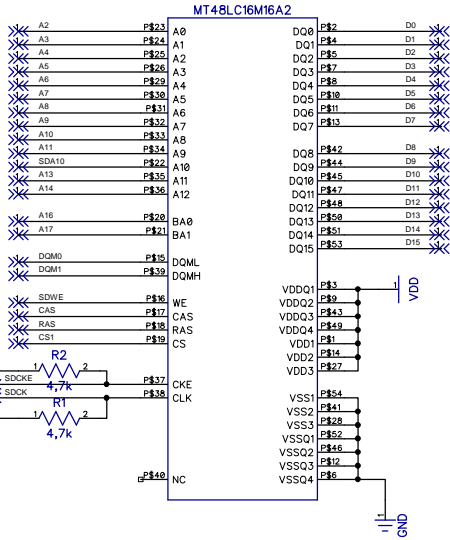 MT48LC16M16A2
A2 P$23 A0 DQ0 P$2 D0
A3 P$24 A1 DQ1 P$4 D1
A4 P$25 A2 DQ2 P$5 D2
A5 P$26 A3 DQ3 P$7 D3
A6 P$29 A4 DQ4 P$8 D4
A7 P$30 A5 DQ5 P$10 D5
A8 P$31 A6 DQ6 P$11 D6
A9 P$32 A7 DQ7 P$13 D7
A10 P$33 A8
A11 P$34 A9 DQ8 P$42 D8
SDA10 P$22 A10 DQ9 P$44 D9
A13 P$35 A11 DQ10 P$45 D10
A14 P$36 A12 DQ11 P$47 D11
DQ12 P$48 D12
A16 P$20 BA0 DQ13 P$50 D13
A17 P$21 BA1 DQ14 P$51 D14
DQ15 P$53 D15
DQM0 P$15 DQML
DQM1 P$39 DQMH
VDDQ1 P$3 1 VDD
SDWE P$16 WE VDDQ2 P$9
CAS P$17 CAS VDDQ3 P$43
RAS P$18 RAS VDDQ4 P$49
CS1 P$19 CS VDD1 P$1
R2 VDD2 P$14
1 2 VDD3 P$27
SDCKE 4,7k P$37 CKE
SDCK P$38 CLK VSS1 P$54
R1 VSS2 P$41
1 2 VSS3 P$28
4,7k VSSQ1 P$52
VSSQ2 P$46
VSSQ3 P$12
P$40 NC VSSQ4 P$6
1 GND